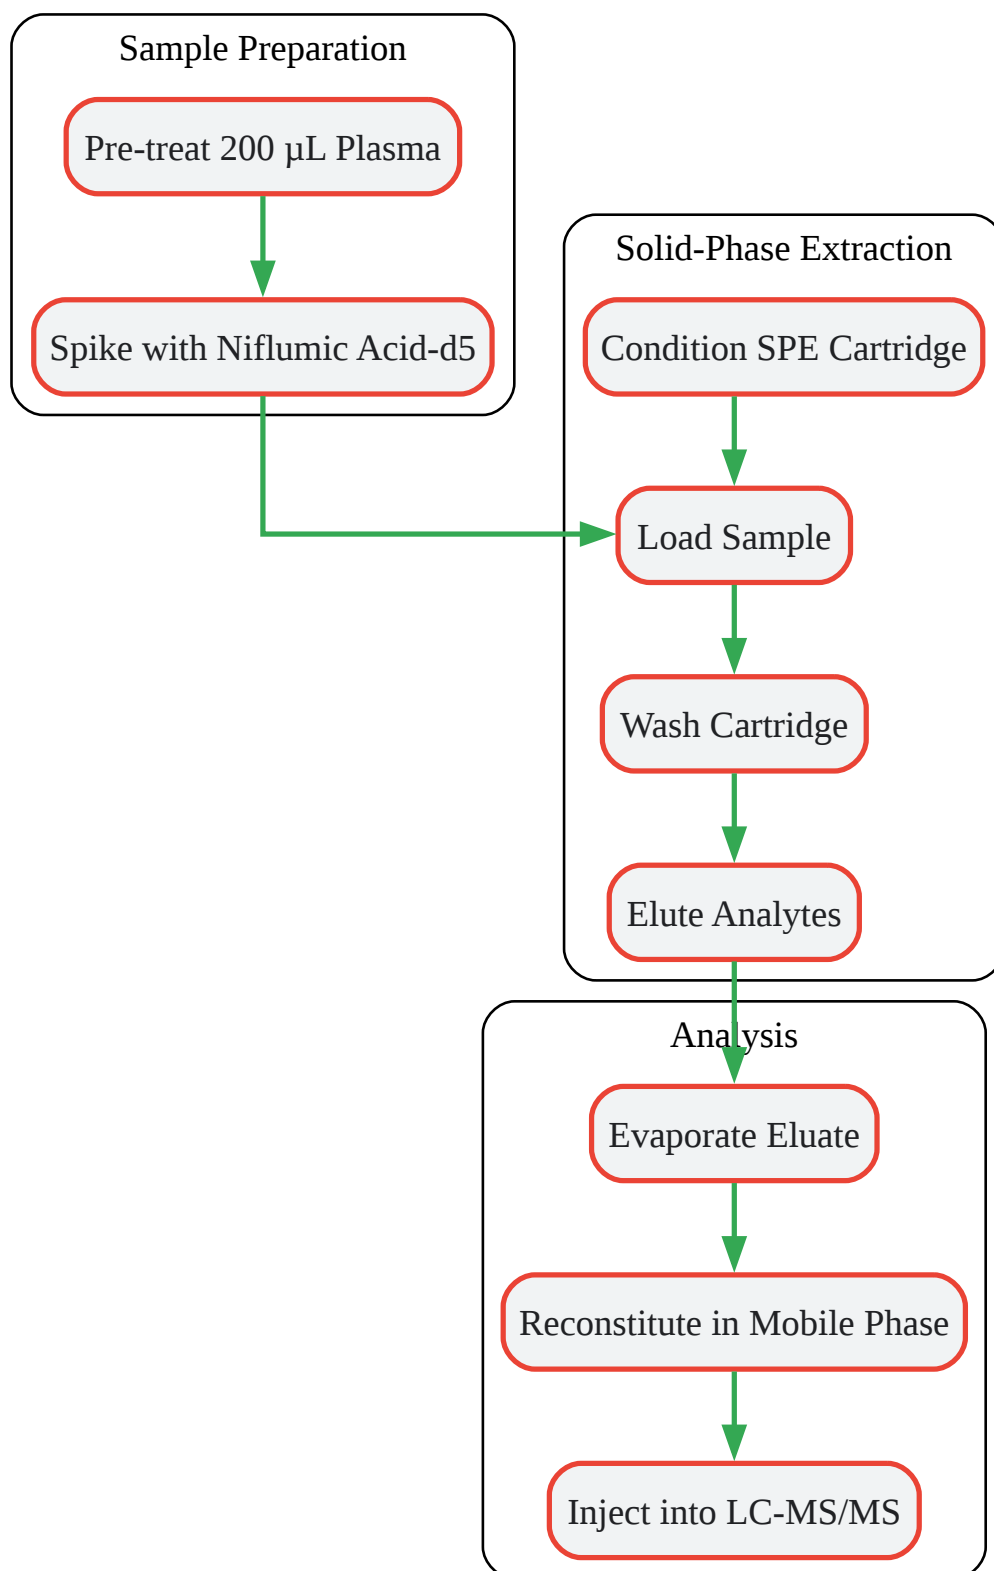 Sample Preparation
Pre-treat 200 µL Plasma
Spike with Niflumic Acid-d5
Solid-Phase Extraction
Condition SPE Cartridge
Load Sample
Wash Cartridge
Elute Analytes
Analysis
Evaporate Eluate
Reconstitute in Mobile Phase
Inject into LC-MS/MS